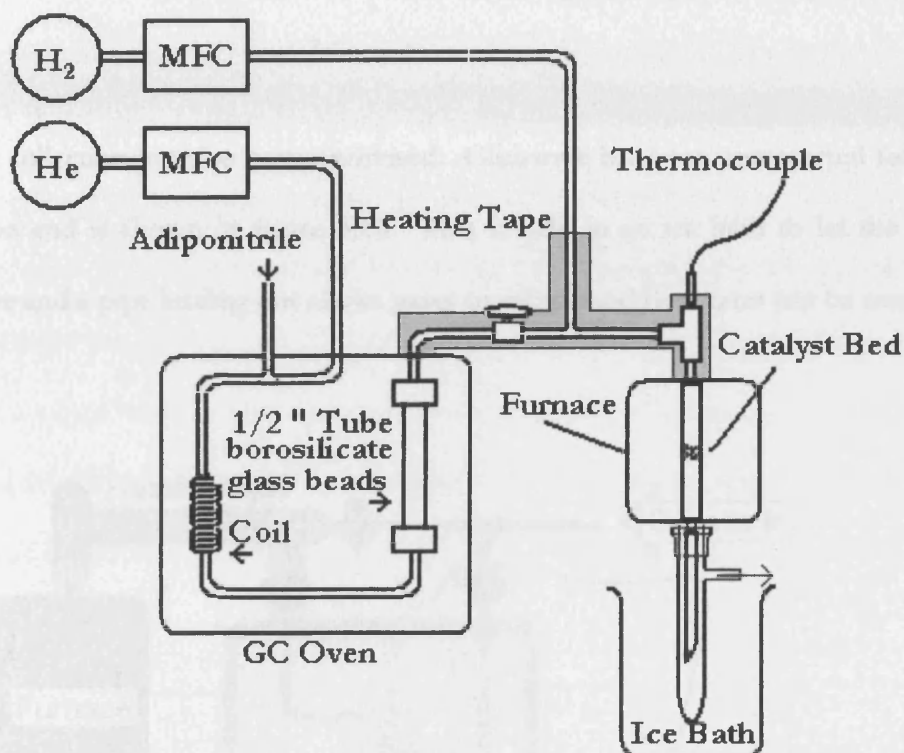 H2
MFC
He
MFC
Thermocouple
Heating Tape
Adiponitrile
Catalyst Bed
Furnace
1/2 " Tube
borosilicate
glass beads
Coil
GC Oven
Ice Bath